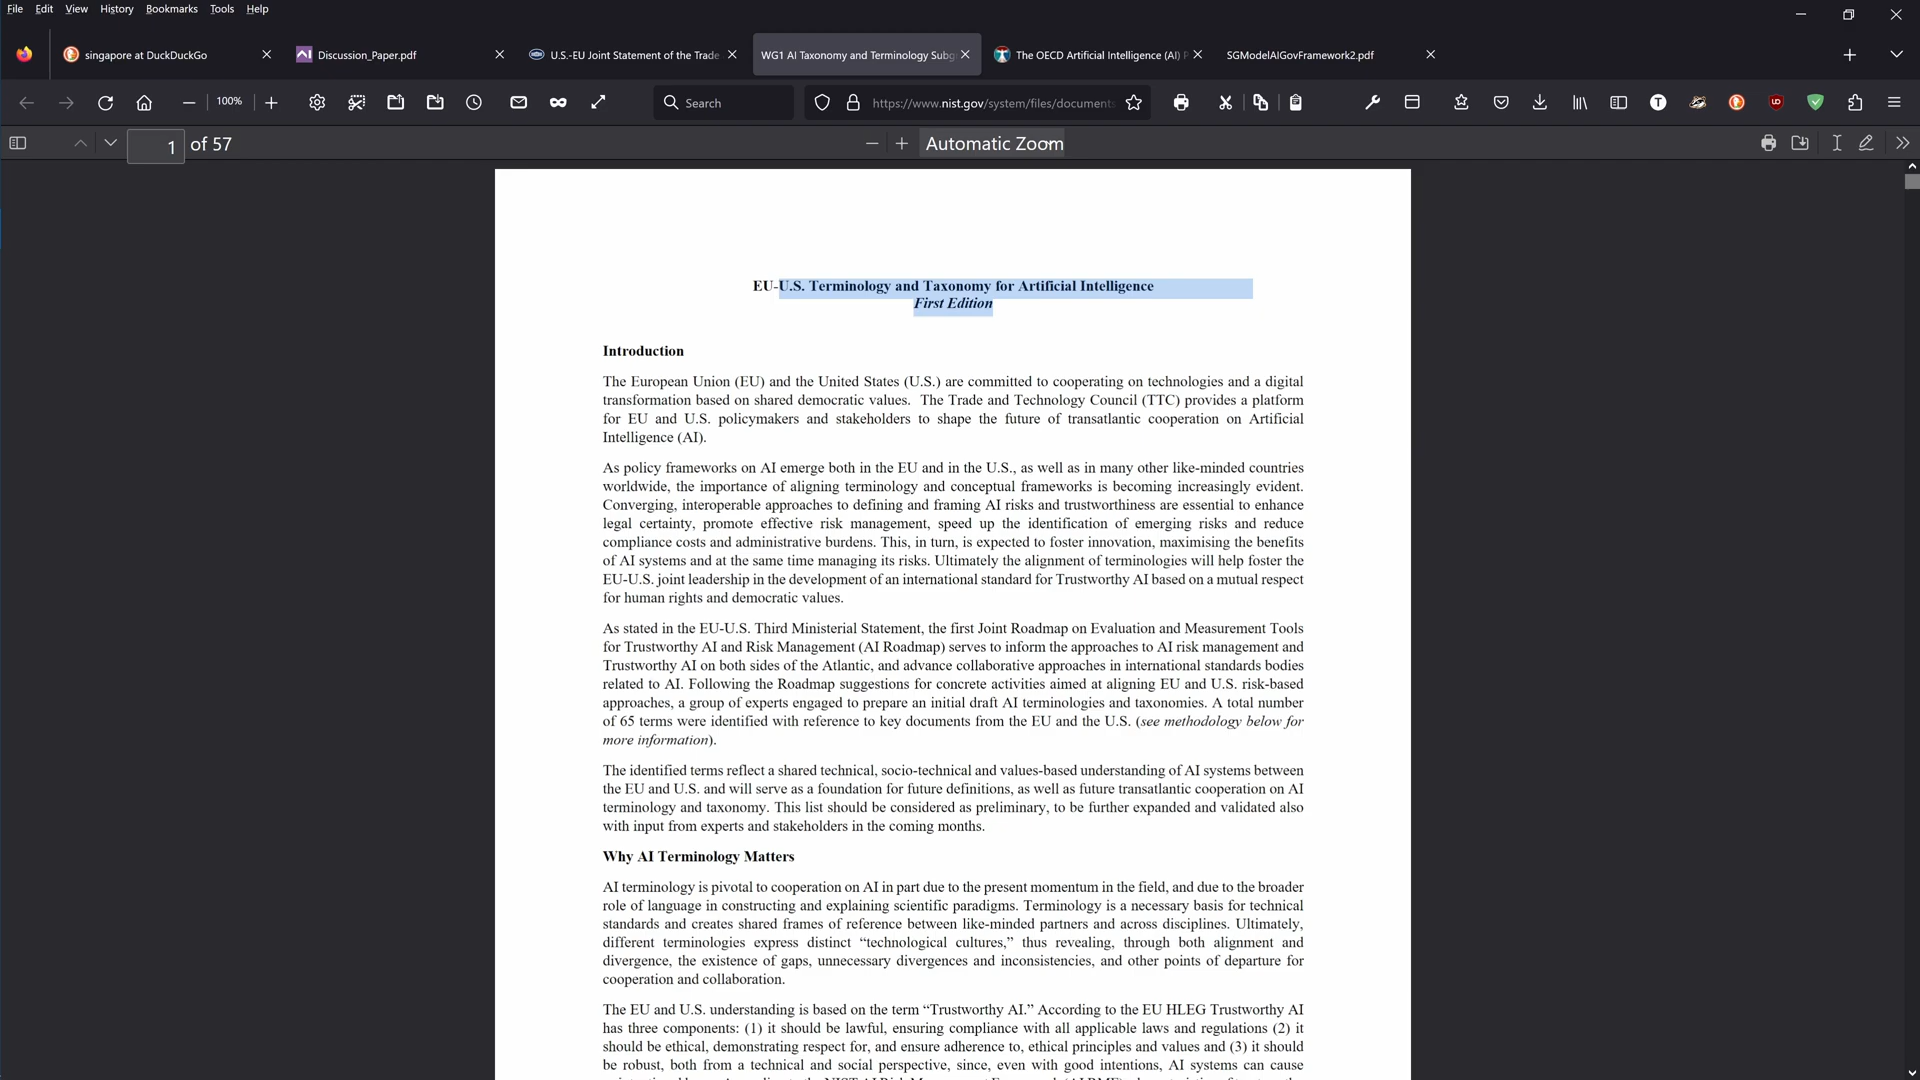 File Edit View History Bookmarks Tools Help
singapore at DuckDuckGo
Discussion_Paper.pdf
U.S.-EU Joint Statement of the Trade
WG1 AI Taxonomy and Terminology Subg
The OECD Artificial Intelligence (AI) P
SGModelAIGovFramework2.pdf
100%
Search
https://www.nist.gov/system/files/documents
1 of 57
Automatic Zoom
EU-U.S. Terminology and Taxonomy for Artificial Intelligence
First Edition
Introduction
The European Union (EU) and the United States (U.S.) are committed to cooperating on technologies and a digital
transformation based on shared democratic values. The Trade and Technology Council (TTC) provides a platform
for EU and U.S. policymakers and stakeholders to shape the future of transatlantic cooperation on Artificial
Intelligence (AI).
As policy frameworks on AI emerge both in the EU and in the U.S., as well as in many other like-minded countries
worldwide, the importance of aligning terminology and conceptual frameworks is becoming increasingly evident.
Converging, interoperable approaches to defining and framing AI risks and trustworthiness are essential to enhance
legal certainty, promote effective risk management, speed up the identification of emerging risks and reduce
compliance costs and administrative burdens. This, in turn, is expected to foster innovation, maximising the benefits
of AI systems and at the same time managing its risks. Ultimately the alignment of terminologies will help foster the
EU-U.S. joint leadership in the development of an international standard for Trustworthy AI based on a mutual respect
for human rights and democratic values.
As stated in the EU-U.S. Third Ministerial Statement, the first Joint Roadmap on Evaluation and Measurement Tools
for Trustworthy AI and Risk Management (AI Roadmap) serves to inform the approaches to AI risk management and
Trustworthy AI on both sides of the Atlantic, and advance collaborative approaches in international standards bodies
related to AI. Following the Roadmap suggestions for concrete activities aimed at aligning EU and U.S. risk-based
approaches, a group of experts engaged to prepare an initial draft AI terminologies and taxonomies. A total number
of 65 terms were identified with reference to key documents from the EU and the U.S. (see methodology below for
more information).
The identified terms reflect a shared technical, socio-technical and values-based understanding of AI systems between
the EU and U.S. and will serve as a foundation for future definitions, as well as future transatlantic cooperation on AI
terminology and taxonomy. This list should be considered as preliminary, to be further expanded and validated also
with input from experts and stakeholders in the coming months.
Why AI Terminology Matters
AI terminology is pivotal to cooperation on AI in part due to the present momentum in the field, and due to the broader
role of language in constructing and explaining scientific paradigms. Terminology is a necessary basis for technical
standards and creates shared frames of reference between like-minded partners and across disciplines. Ultimately,
different terminologies express distinct “technological cultures,” thus revealing, through both alignment and
divergence, the existence of gaps, unnecessary divergences and inconsistencies, and other points of departure for
cooperation and collaboration.
The EU and U.S. understanding is based on the term “Trustworthy AI.” According to the EU HLEG Trustworthy AI
has three components: (1) it should be lawful, ensuring compliance with all applicable laws and regulations (2) it
should be ethical, demonstrating respect for, and ensure adherence to, ethical principles and values and (3) it should
be robust, both from a technical and social perspective, since, even with good intentions, AI systems can cause